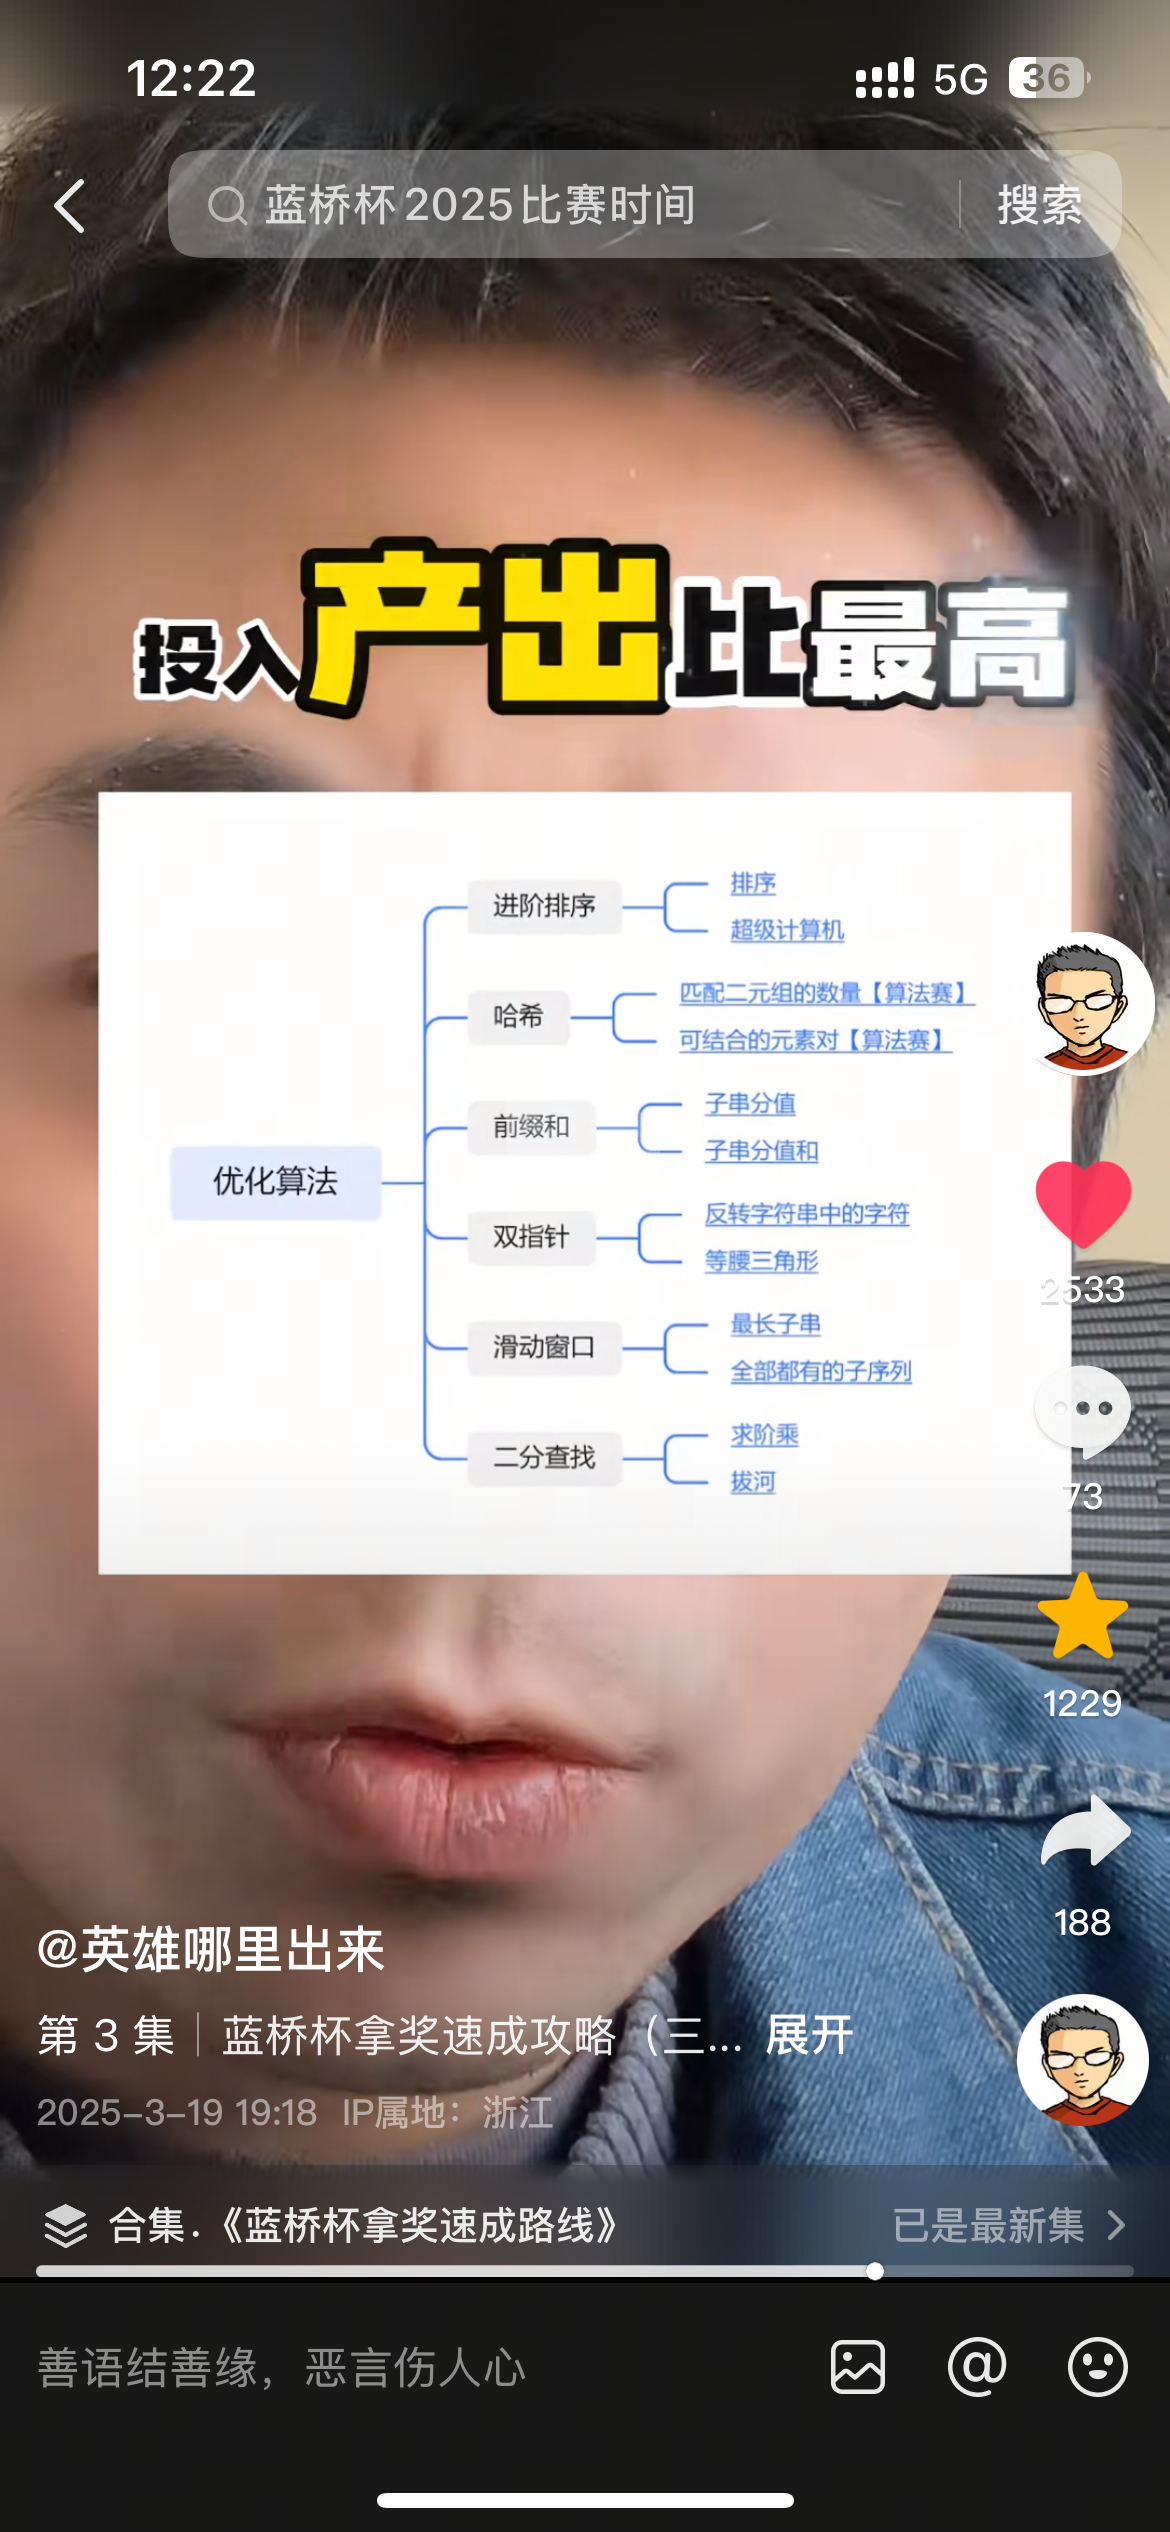 12:22
5G 36
蓝桥杯2025比赛时间 搜索
投入产出比最高
优化算法
进阶排序
排序
超级计算机
哈希
匹配二元组的数量【算法赛】
可结合的元素对【算法赛】
前缀和
子串分值
子串分值和
双指针
反转字符串中的字符
等腰三角形
滑动窗口
最长子串
全部都有的子序列
二分查找
求阶乘
拔河
2533
73
1229
188
@英雄哪里出来
第 3 集｜蓝桥杯拿奖速成攻略（三... 展开
2025-3-19 19:18 IP属地：浙江
合集.《蓝桥杯拿奖速成路线》 已是最新集
善语结善缘，恶言伤人心